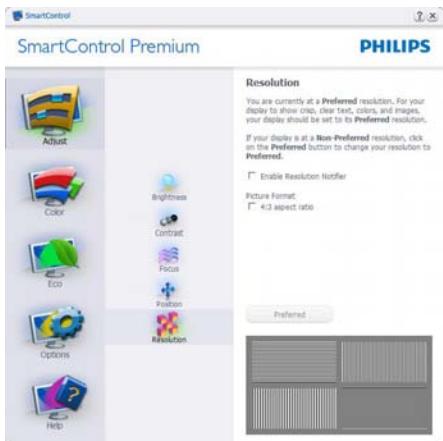 SmartControl
SmartControl Premium
PHILIPS
Adjust
Color
Eco
Options
Help
Brightness
Contrast
Focus
Position
Resolution
Resolution
You are currently at a Preferred resolution. For your
display to show crisp, clear text, colors, and images,
your display should be set to its Preferred resolution.
If your display is at a Non-Preferred resolution, click
on the Preferred button to change your resolution to
Preferred.
Enable Resolution Notifier
Picture Format
4:3 aspect ratio
Preferred